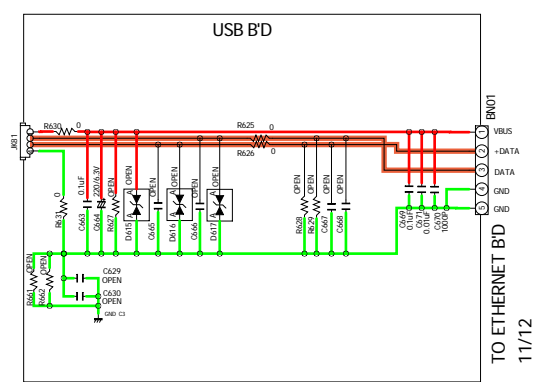 USB B'D
BN01
JK81
R630 0
R625 0
R626 0
1 VBUS
2 +DATA
3 DATA
4 GND
5 GND
R631 0
C663 0.1uF
C664 220/6.3V
R627 OPEN
D615 A A OPEN
C665 OPEN
D616 A A OPEN
C666 OPEN
D617 A A OPEN
R628 OPEN
R629 OPEN
C667 OPEN
C668 OPEN
C669 0.1uF
C671 0.01uF
C670 1000P
R661 OPEN
R662 OPEN
C629
OPEN
C630
OPEN
GND C3
TO ETHERNET B'D
11/12